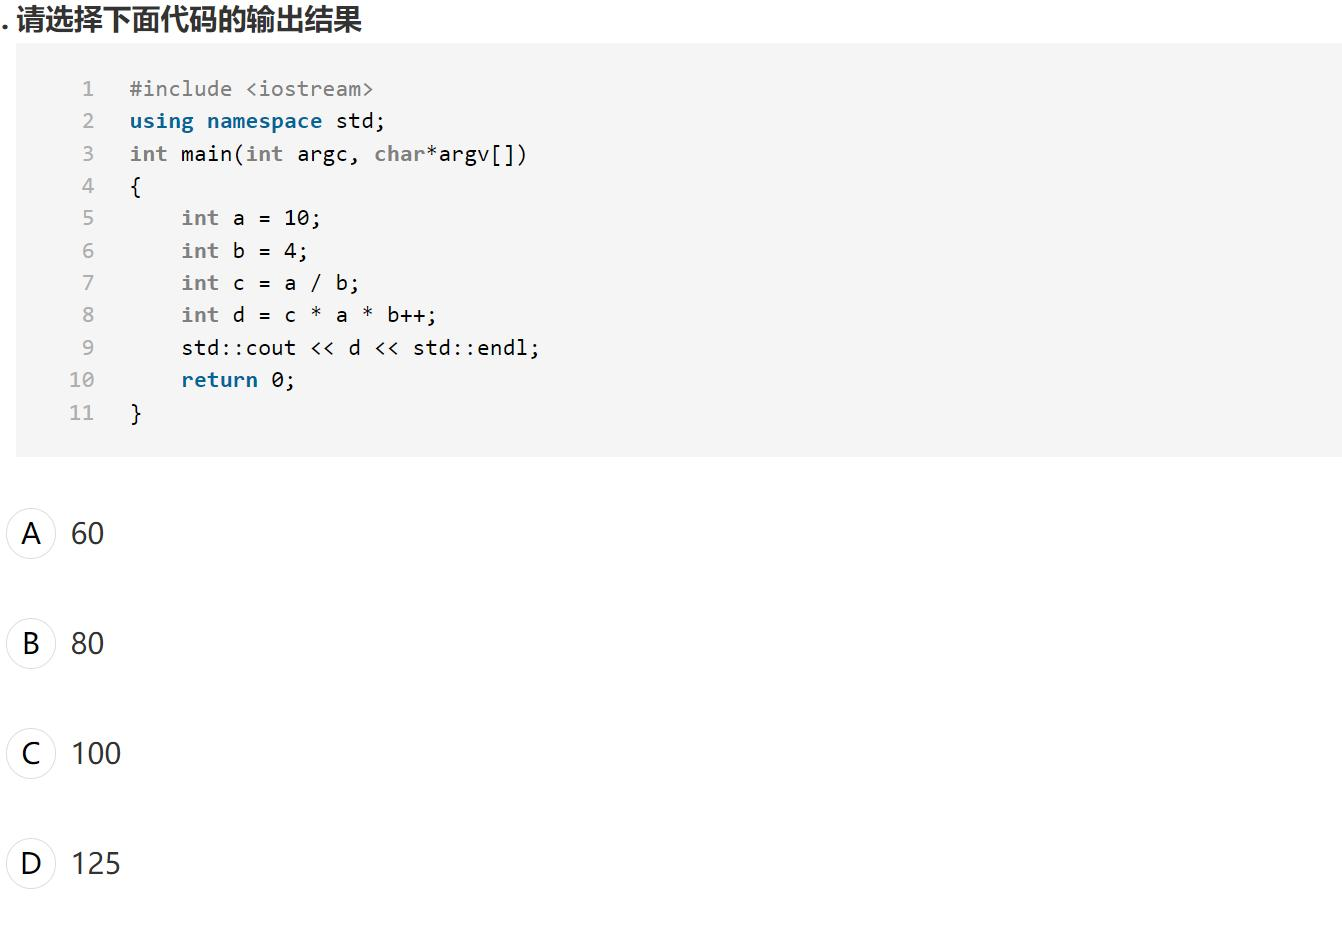 . 请选择下面代码的输出结果
1 #include <iostream>
2 using namespace std;
3 int main(int argc, char*argv[])
4 {
5     int a = 10;
6     int b = 4;
7     int c = a / b;
8     int d = c * a * b++;
9     std::cout << d << std::endl;
10     return 0;
11 }
A 60
B 80
C 100
D 125